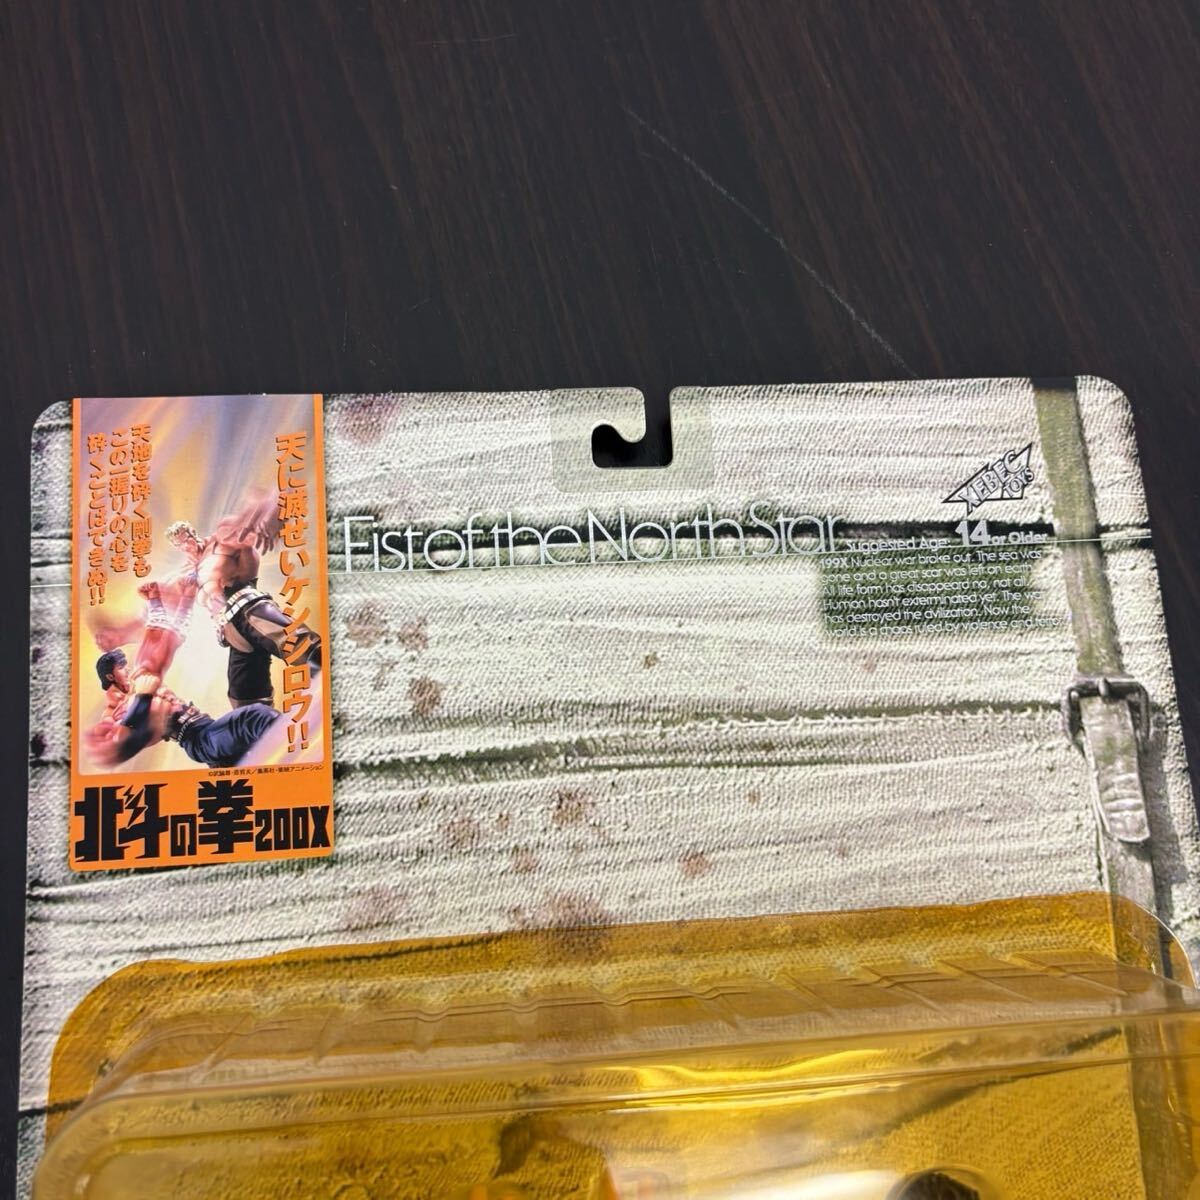 天に滅せいケンシロウ!!
天地を砕く剛拳も
この一握りの心を
砕くことはできぬ!!
©武論尊・原哲夫/集英社・東映アニメーション
北斗の拳200X
Fist of the North Star
XEBEC
TOYS
Suggested Age: 14 or Older
199X Nuclear war broke out. The sea was
gone and a great scar was left on earth.
All life form has disappeard no, not all.
Human hasn't exterminated yet. The war
has destroyed the civilization. Now the
world is a chaos ruled by violence and terror